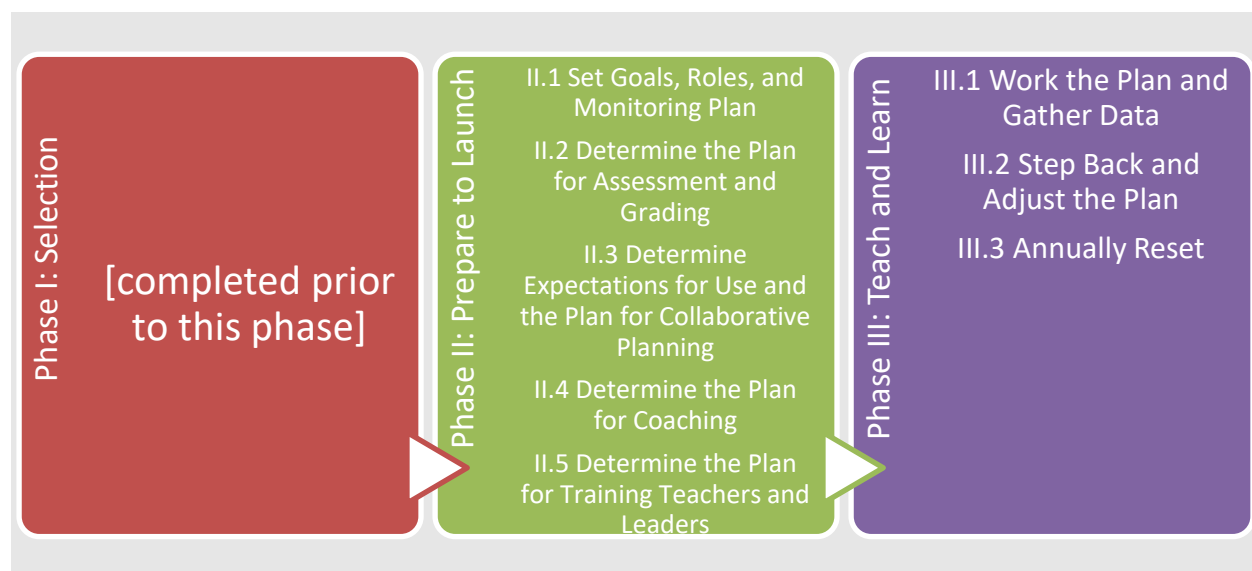 Phase I: Selection
[completed prior
to this phase]
Phase II: Prepare to Launch
II.1 Set Goals, Roles, and
Monitoring Plan
II.2 Determine the Plan
for Assessment and
Grading
II.3 Determine
Expectations for Use and
the Plan for Collaborative
Planning
II.4 Determine the Plan
for Coaching
II.5 Determine the Plan
for Training Teachers and
Leaders
Phase III: Teach and Learn
III.1 Work the Plan and
Gather Data
III.2 Step Back and
Adjust the Plan
III.3 Annually Reset